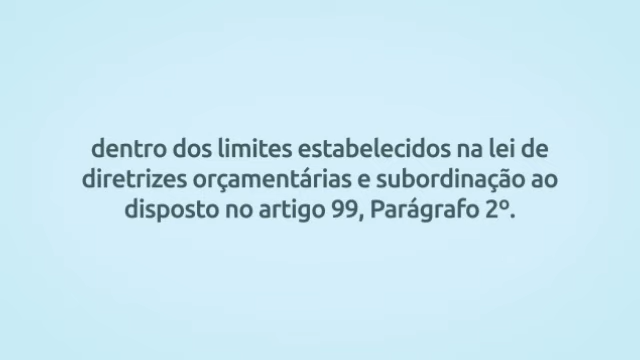 dentro dos limites estabelecidos na lei de
diretrizes orçamentárias e subordinação ao
disposto no artigo 99, Parágrafo 2º.